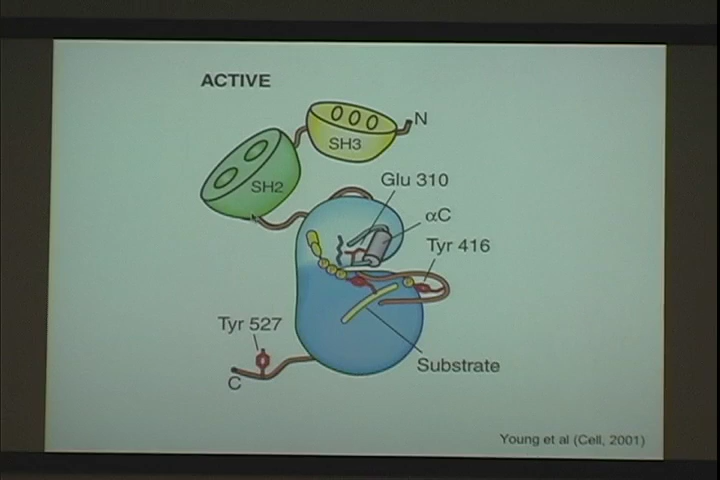 ACTIVE
N
SH3
SH2
Glu 310
αC
Tyr 416
Tyr 527
C
Substrate
Young et al (Cell, 2001)